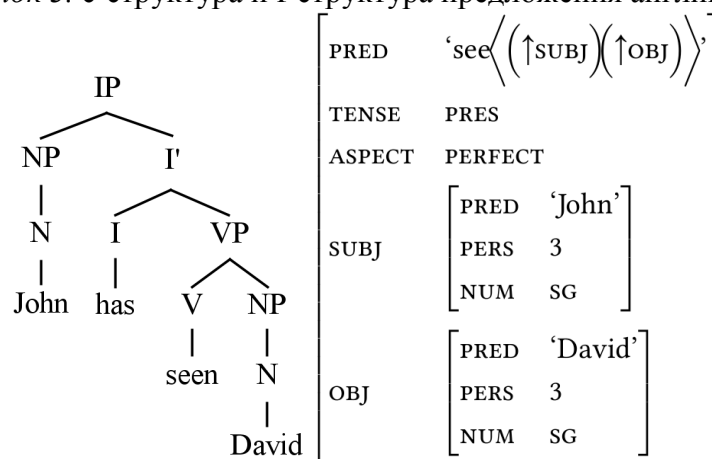 IP
NP I'
N I VP
John has V NP
seen N
David
PRED ‘see⟨(↑SUBJ)(↑OBJ)⟩’
TENSE PRES
ASPECT PERFECT
SUBJ
PRED ‘John’
PERS 3
NUM SG
OBJ
PRED ‘David’
PERS 3
NUM SG